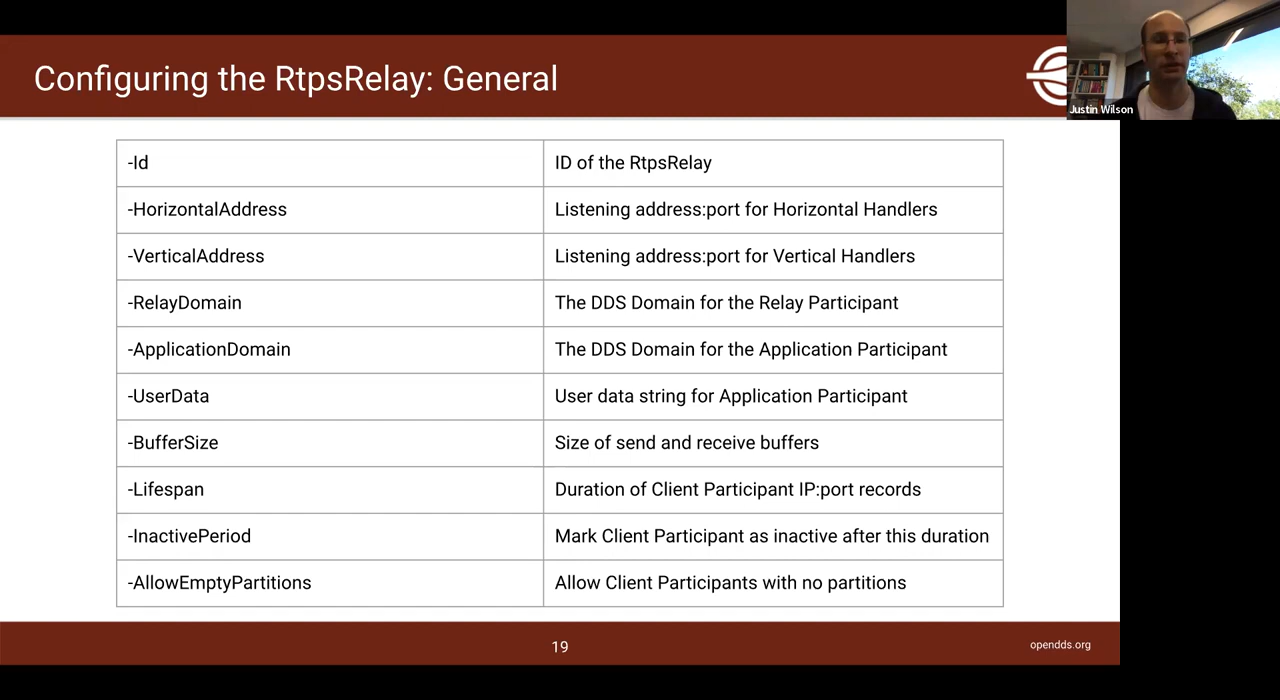 Configuring the RtpsRelay: General
Justin Wilson
-Id
ID of the RtpsRelay
-HorizontalAddress
Listening address:port for Horizontal Handlers
-VerticalAddress
Listening address:port for Vertical Handlers
-RelayDomain
The DDS Domain for the Relay Participant
-ApplicationDomain
The DDS Domain for the Application Participant
-UserData
User data string for Application Participant
-BufferSize
Size of send and receive buffers
-Lifespan
Duration of Client Participant IP:port records
-InactivePeriod
Mark Client Participant as inactive after this duration
-AllowEmptyPartitions
Allow Client Participants with no partitions
19
opendds.org